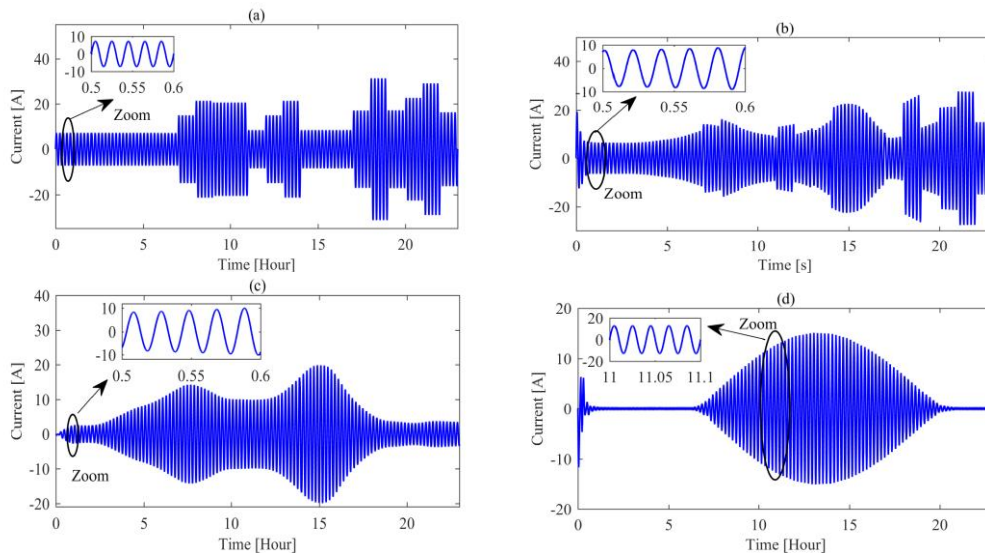 (a)
40
20
0
-20
Current [A]
10
0
-10
0.5 0.55 0.6
Zoom
0 5 10 15 20
Time [Hour]
(b)
40
20
0
-20
Current [A]
10
0
10
0.5 0.55 0.6
Zoom
0 5 10 15 20
Time [s]
(c)
40
30
20
10
0
-10
-20
Current [A]
10
0
-10
0.5 0.55 0.6
Zoom
0 5 10 15 20
Time [Hour]
(d)
20
10
0
-10
-20
Current [A]
20
0
-20
11 11.05 11.1
Zoom
0 5 10 15 20
Time [Hour]